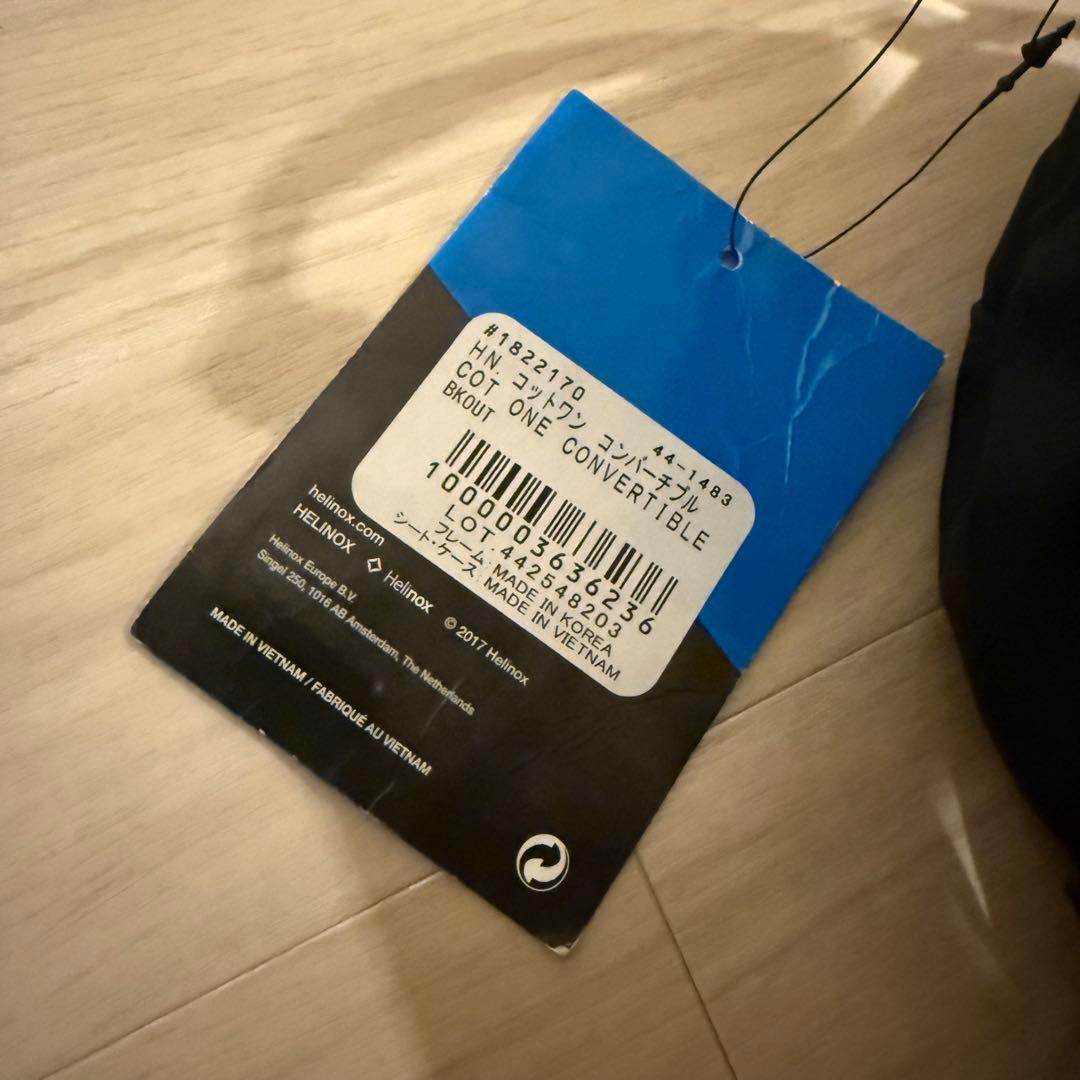 #1822170 44-1483
HN. コットワン コンバーチブル
COT ONE CONVERTIBLE
BKOUT
1000003636236
LOT 442548203
フレーム:MADE IN KOREA
シート・ケース:MADE IN VIETNAM
helinox.com
HELINOX Helinox © 2017 Helinox
Helinox Europe B.V.
Singel 250, 1016 AB Amsterdam, The Netherlands
MADE IN VIETNAM / FABRIQUÉ AU VIETNAM